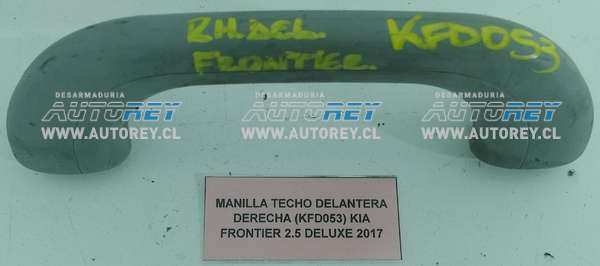 RH.DEL.
FRONTIER.
KFD053
DESARMADURIA
AUTOREY
WWW.AUTOREY.CL
DESARMADURIA
AUTOREY
WWW.AUTOREY.CL
DESARMADURIA
AUTOREY
WWW.AUTOREY.CL
MANILLA TECHO DELANTERA
DERECHA (KFD053) KIA
FRONTIER 2.5 DELUXE 2017